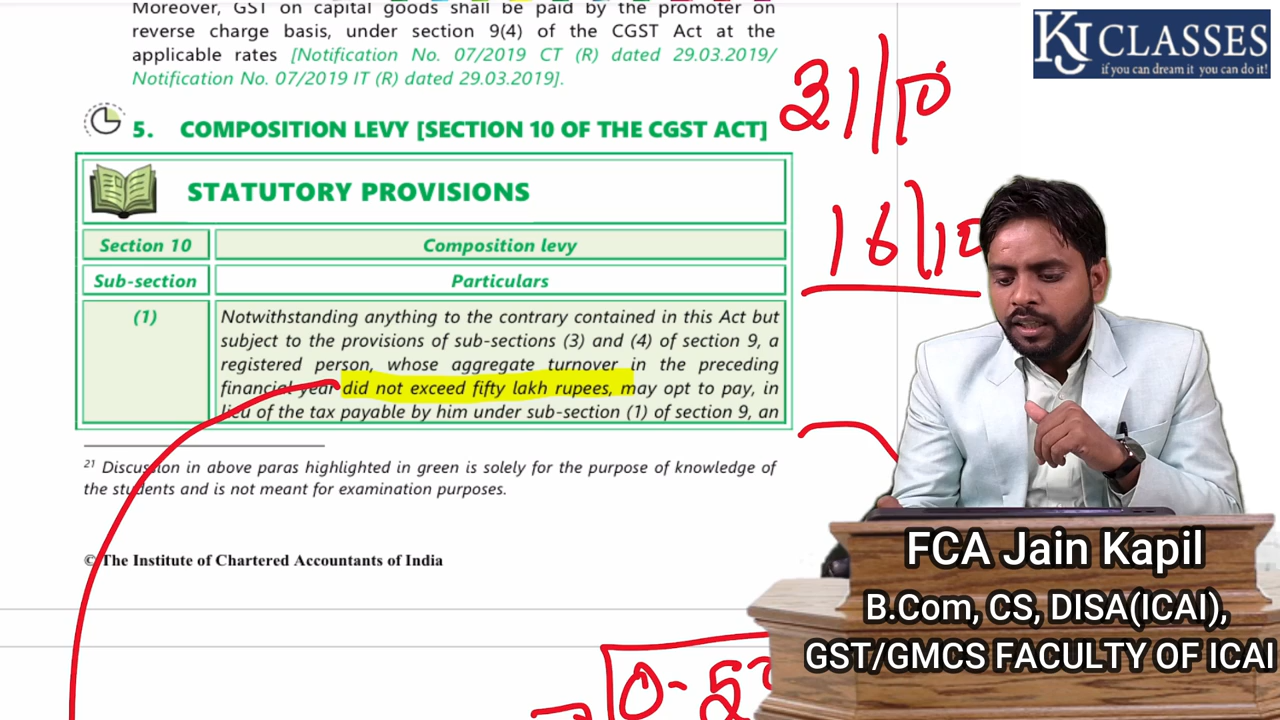 Moreover, GST on capital goods shall be paid by the promoter on
reverse charge basis, under section 9(4) of the CGST Act at the
applicable rates [Notification No. 07/2019 CT (R) dated 29.03.2019/
Notification No. 07/2019 IT (R) dated 29.03.2019].
KJ CLASSES
if you can dream it you can do it!
5. COMPOSITION LEVY [SECTION 10 OF THE CGST ACT]
31/10
STATUTORY PROVISIONS
16/10
Section 10 Composition levy
Sub-section Particulars
(1) Notwithstanding anything to the contrary contained in this Act but
subject to the provisions of sub-sections (3) and (4) of section 9, a
registered person, whose aggregate turnover in the preceding
financial year did not exceed fifty lakh rupees, may opt to pay, in
lieu of the tax payable by him under sub-section (1) of section 9, an
21 Discussion in above paras highlighted in green is solely for the purpose of knowledge of
the students and is not meant for examination purposes.
© The Institute of Chartered Accountants of India
FCA Jain Kapil
B.Com, CS, DISA(ICAI),
GST/GMCS FACULTY OF ICAI